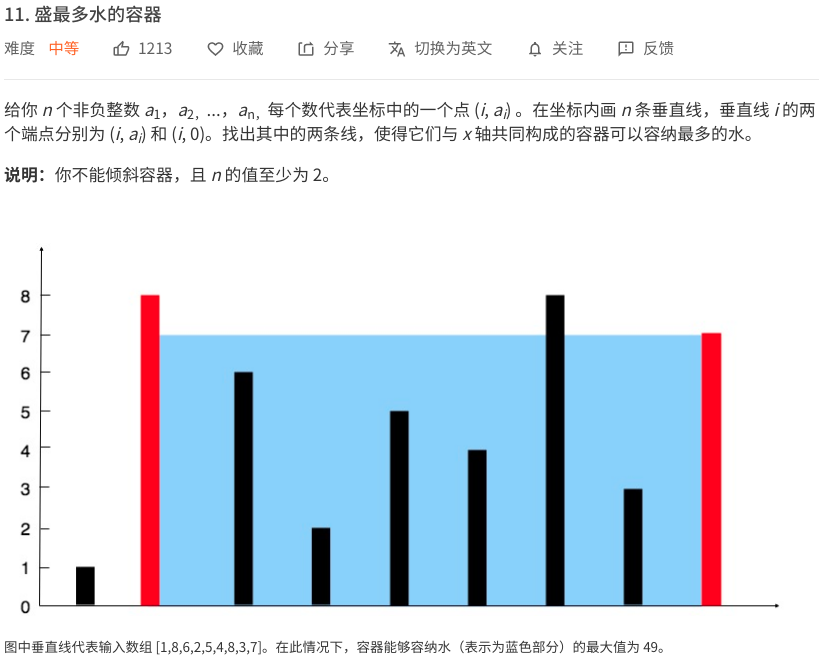 11. 盛最多水的容器
难度 中等 1213 收藏 分享 切换为英文 关注 反馈
给你 n 个非负整数 a1，a2，...，an，每个数代表坐标中的一个点 (i, ai) 。在坐标内画 n 条垂直线，垂直线 i 的两
个端点分别为 (i, ai) 和 (i, 0)。找出其中的两条线，使得它们与 x 轴共同构成的容器可以容纳最多的水。
说明：你不能倾斜容器，且 n 的值至少为 2。
8
7
6
5
4
3
2
1
0
图中垂直线代表输入数组 [1,8,6,2,5,4,8,3,7]。在此情况下，容器能够容纳水（表示为蓝色部分）的最大值为 49。